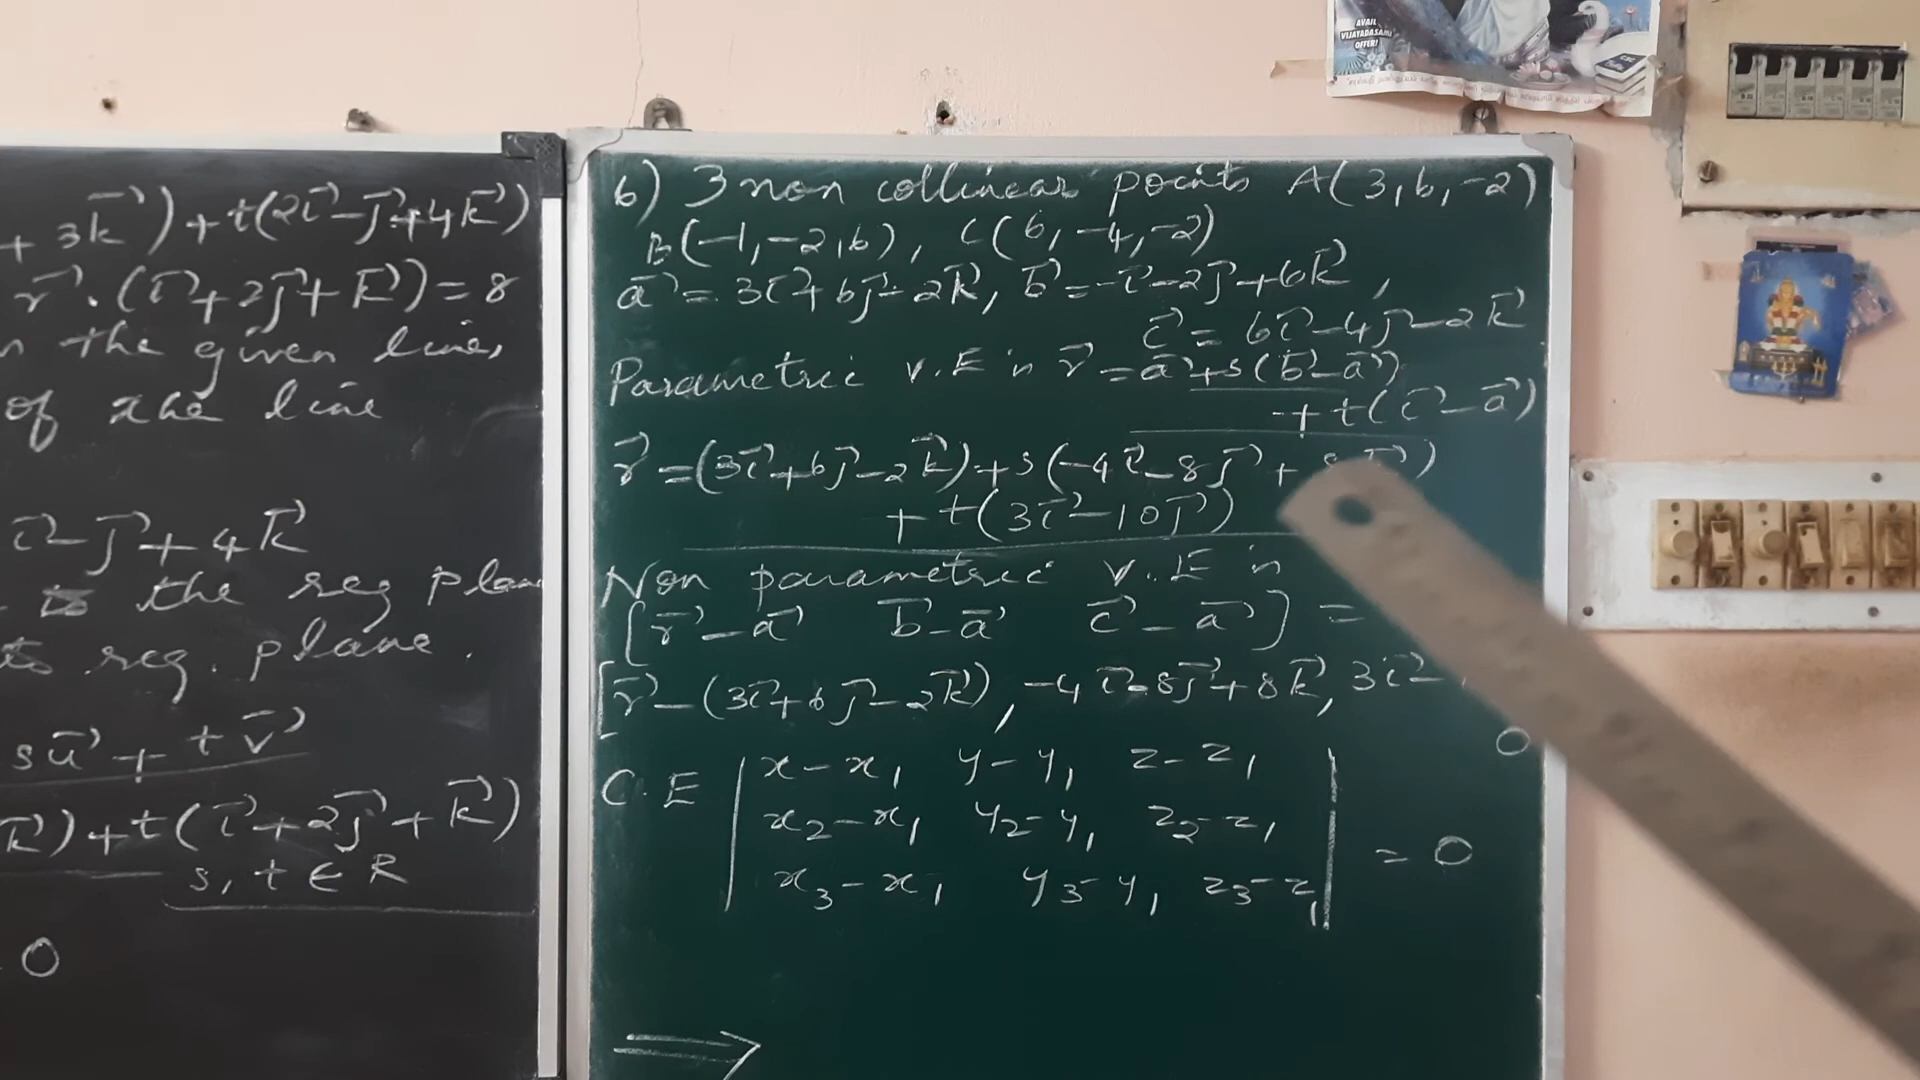 + 3k⃗) + t(2i⃗ - j⃗ + 4k⃗)
r⃗ . (i⃗ + 2j⃗ + k⃗) = 8
the given line,
of the line
i⃗ - j⃗ + 4k⃗
the req plane
req. plane.
su⃗ + tv⃗
k⃗) + t(i⃗ + 2j⃗ + k⃗)
s, t ∈ R
0
6) 3 non collinear points A(3, 6, -2)
B(-1, -2, 6), C(6, -4, -2)
a⃗ = 3i⃗ + 6j⃗ - 2k⃗, b⃗ = -i⃗ - 2j⃗ + 6k⃗,
c⃗ = 6i⃗ - 4j⃗ - 2k⃗
Parametric V.E is r⃗ = a⃗ + s(b⃗ - a⃗)
+ t(c⃗ - a⃗)
r⃗ = (3i⃗ + 6j⃗ - 2k⃗) + s(-4i⃗ - 8j⃗ + 8k⃗)
+ t(3i⃗ - 10j⃗)
Non parametric V.E is
[r⃗ - a⃗ b⃗ - a⃗ c⃗ - a⃗] =
[r⃗ - (3i⃗ + 6j⃗ - 2k⃗), -4i⃗ - 8j⃗ + 8k⃗, 3i⃗ -
0
C.E | x - x₁ y - y₁ z - z₁ |
| x₂ - x₁ y₂ - y₁ z₂ - z₁ | = 0
| x₃ - x₁ y₃ - y₁ z₃ - z₁ |
⇒
AVAIL
VIJAYADASAMI
OFFER!